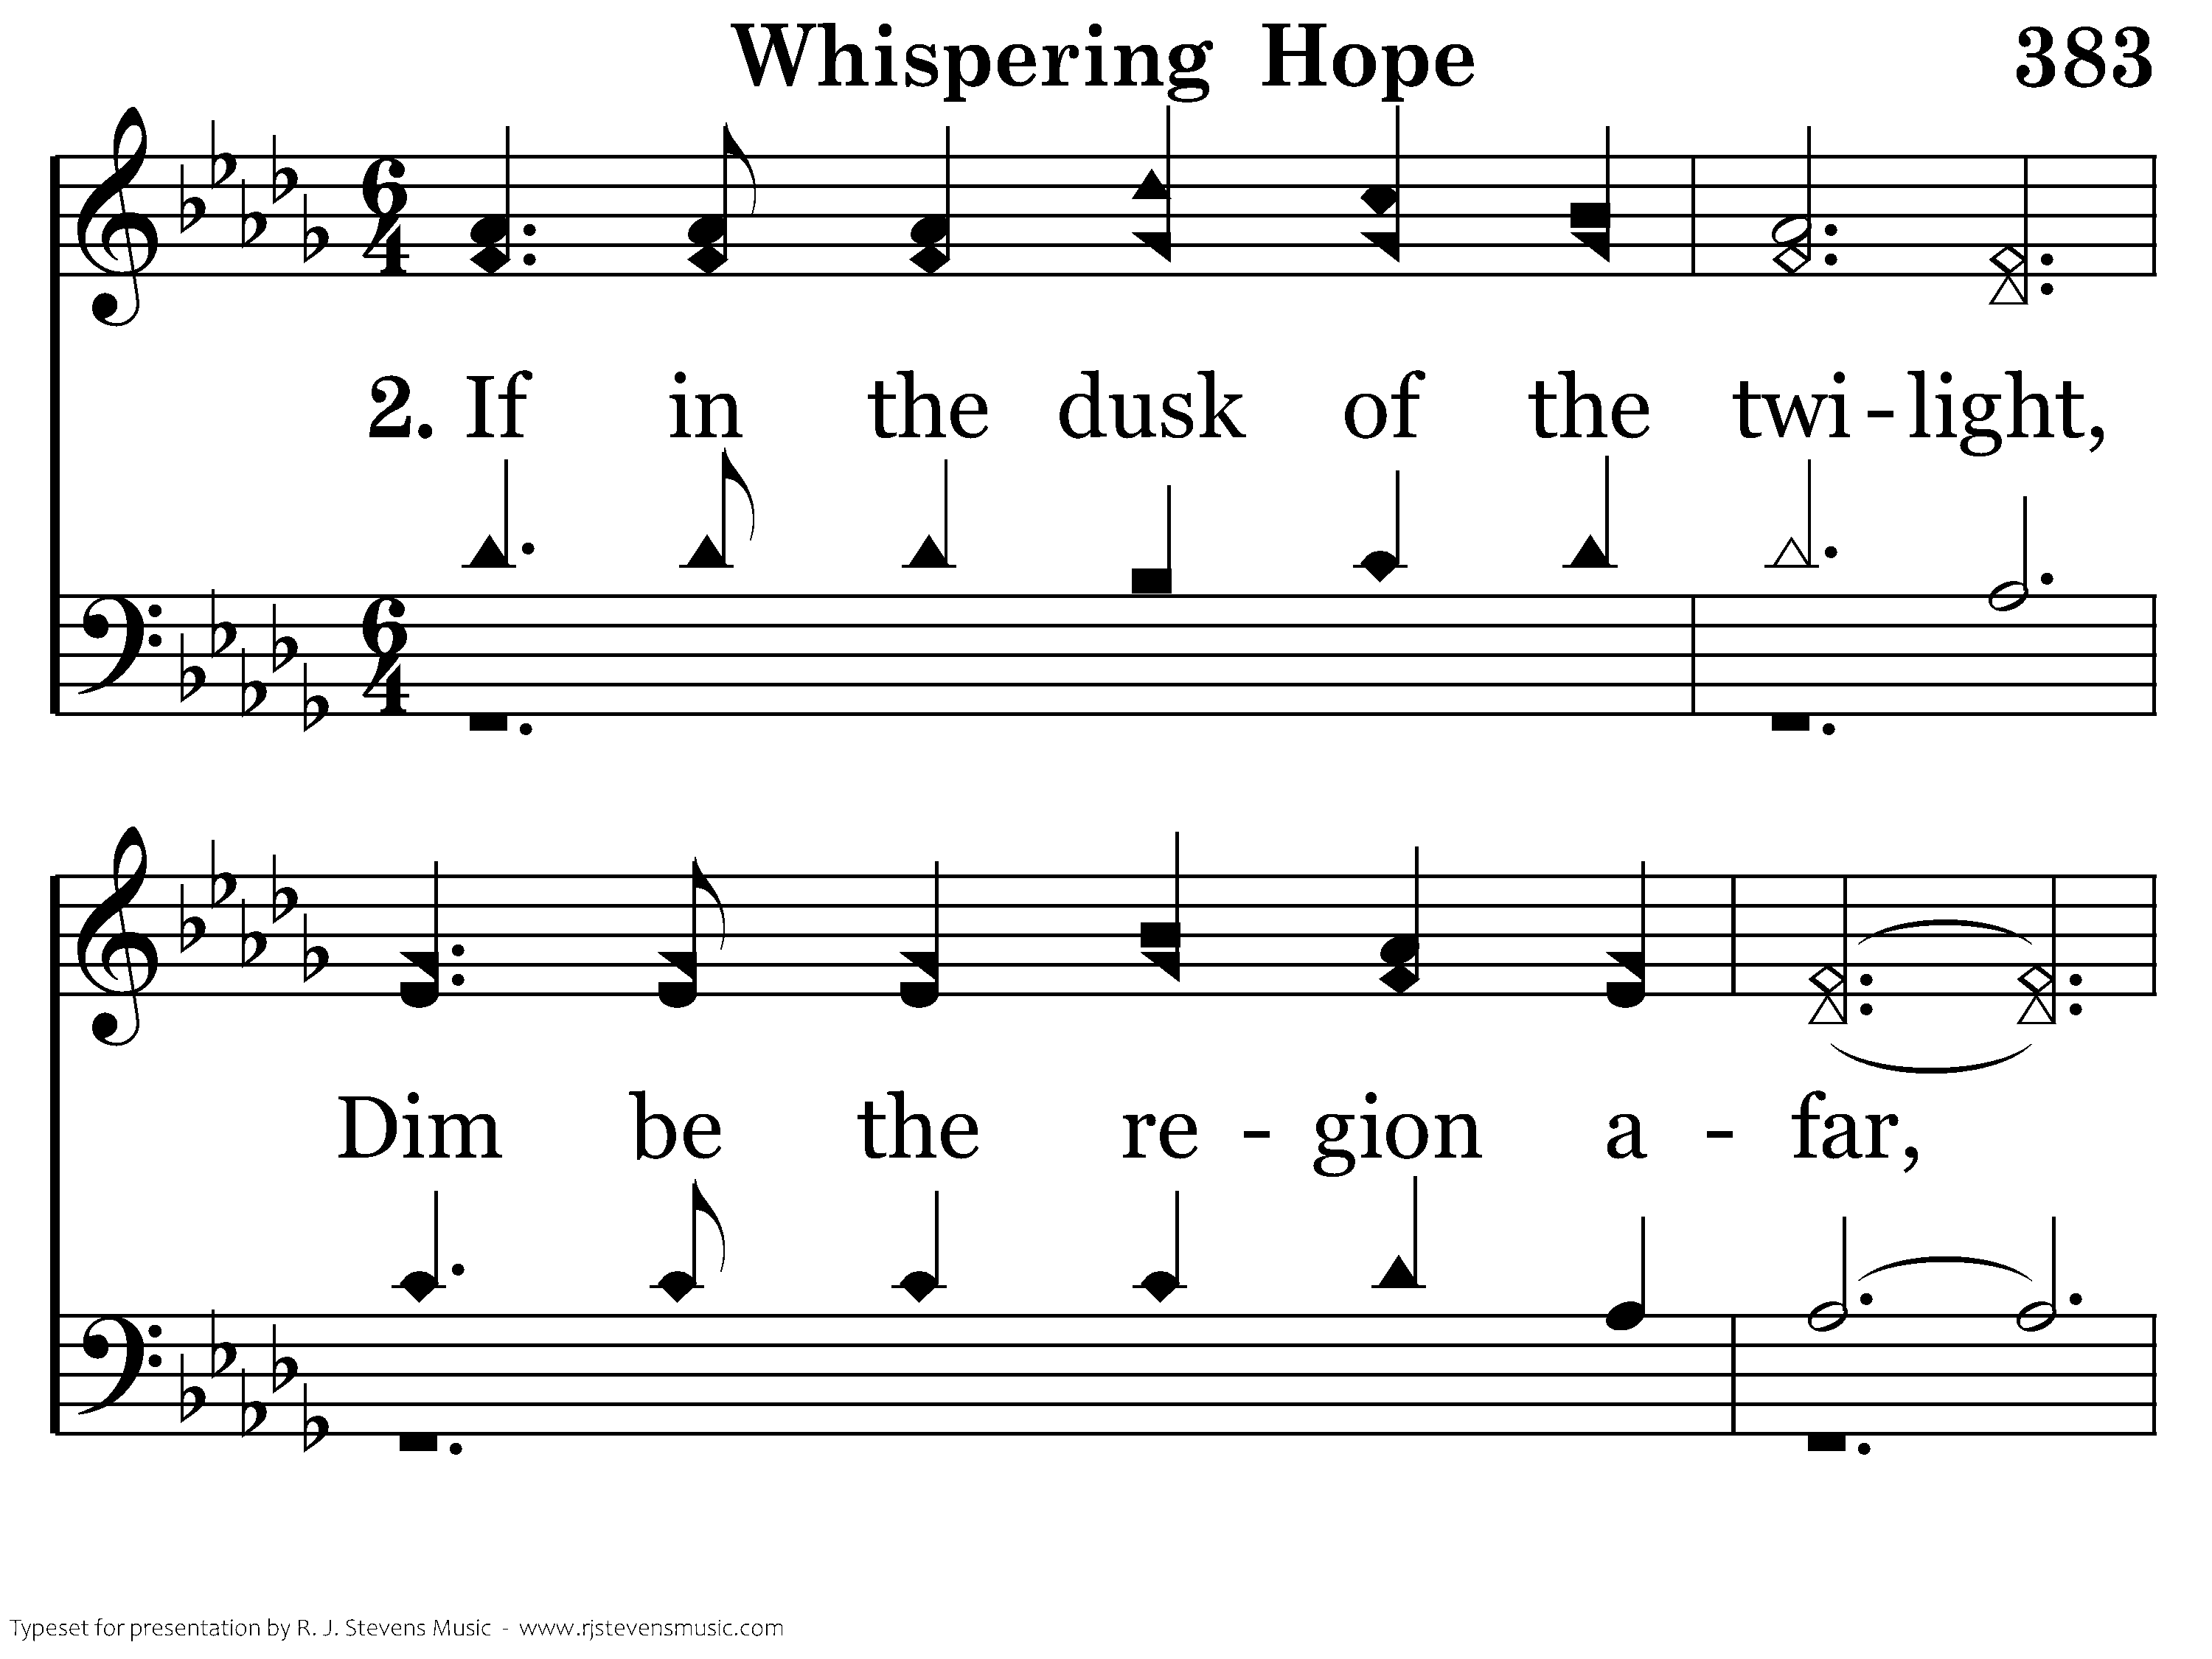 Whispering Hope 383
2. If in the dusk of the twi - light,
Dim be the re - gion a - far,
Typeset for presentation by R. J. Stevens Music - www.rjstevensmusic.com